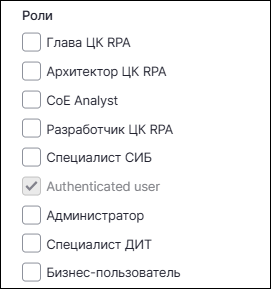 Роли
Глава ЦК RPA
Архитектор ЦК RPA
CoE Analyst
Разработчик ЦК RPA
Специалист СИБ
Authenticated user
Администратор
Специалист ДИТ
Бизнес-пользователь